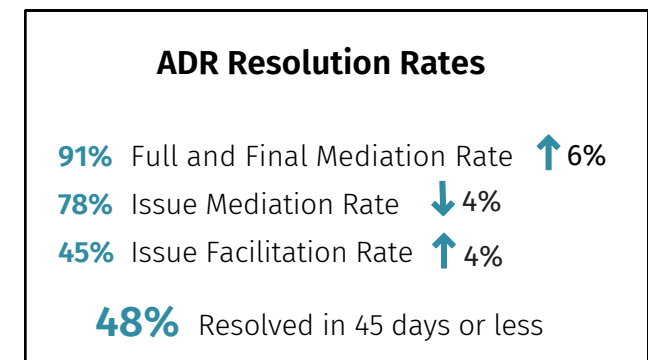 ADR Resolution Rates
91% Full and Final Mediation Rate ↑ 6%
78% Issue Mediation Rate ↓ 4%
45% Issue Facilitation Rate ↑ 4%
48% Resolved in 45 days or less